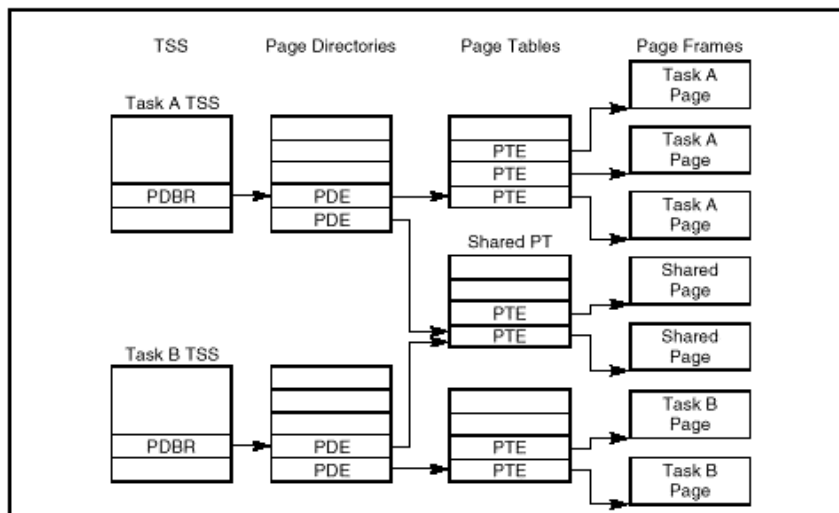 TSS Page Directories Page Tables Page Frames
Task A TSS
Task A
Page
PTE
Task A
Page
PTE
PDBR PDE PTE
Task A
Page
PDE
Shared PT
Shared
Page
PTE
PTE
Shared
Page
Task B TSS
Task B
Page
PDBR PDE PTE
PDE PTE
Task B
Page